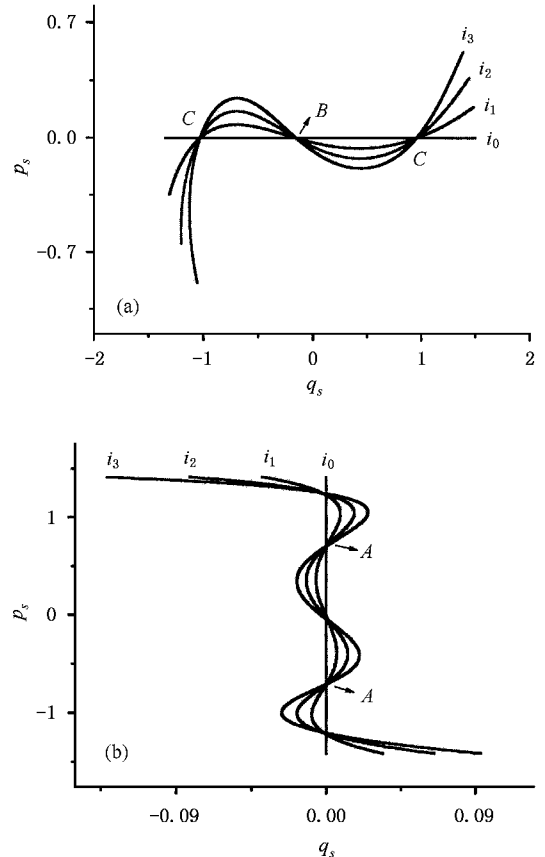 0.7
i₃
i₂
C
B
i₁
0.0
i₀
C
pₛ
-0.7
(a)
-2
-1
0
1
2
qₛ
i₃
i₂
i₁
i₀
1
A
pₛ
0
A
-1
(b)
-0.09
0.00
0.09
qₛ